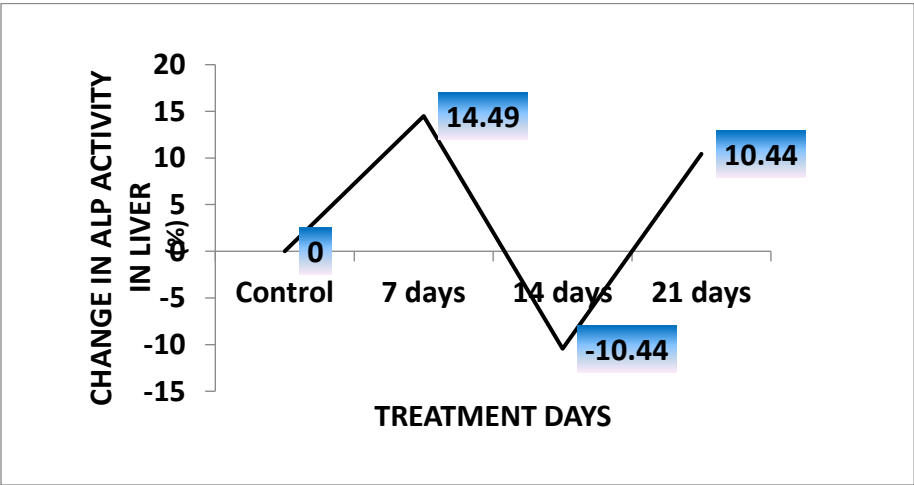 CHANGE IN ALP ACTIVITY
IN LIVER
(%)
20
15
10
5
0
-5
-10
-15
14.49
10.44
0
-10.44
Control
7 days
14 days
21 days
TREATMENT DAYS